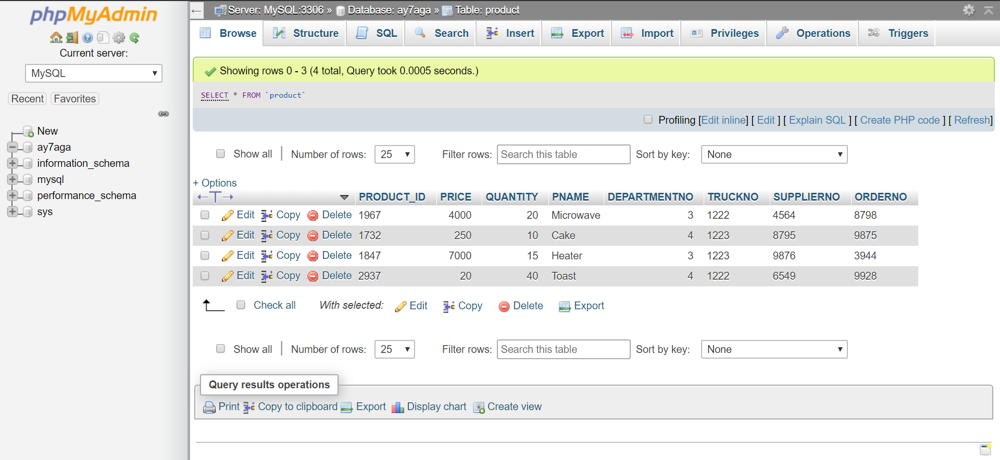 phpMyAdmin
Current server:
MySQL
Recent Favorites
New
ay7aga
information_schema
mysql
performance_schema
sys
Server: MySQL:3306 » Database: ay7aga » Table: product
Browse Structure SQL Search Insert Export Import Privileges Operations Triggers
Showing rows 0 - 3 (4 total, Query took 0.0005 seconds.)
SELECT * FROM `product`
Profiling [Edit inline] [ Edit ] [ Explain SQL ] [ Create PHP code ] [ Refresh]
Show all Number of rows: 25 Filter rows: Search this table Sort by key: None
+ Options
PRODUCT_ID PRICE QUANTITY PNAME DEPARTMENTNO TRUCKNO SUPPLIERNO ORDERNO
Edit Copy Delete 1967 4000 20 Microwave 3 1222 4564 8798
Edit Copy Delete 1732 250 10 Cake 4 1223 8795 9875
Edit Copy Delete 1847 7000 15 Heater 3 1223 9876 3944
Edit Copy Delete 2937 20 40 Toast 4 1222 6549 9928
Check all With selected: Edit Copy Delete Export
Show all Number of rows: 25 Filter rows: Search this table Sort by key: None
Query results operations
Print Copy to clipboard Export Display chart Create view